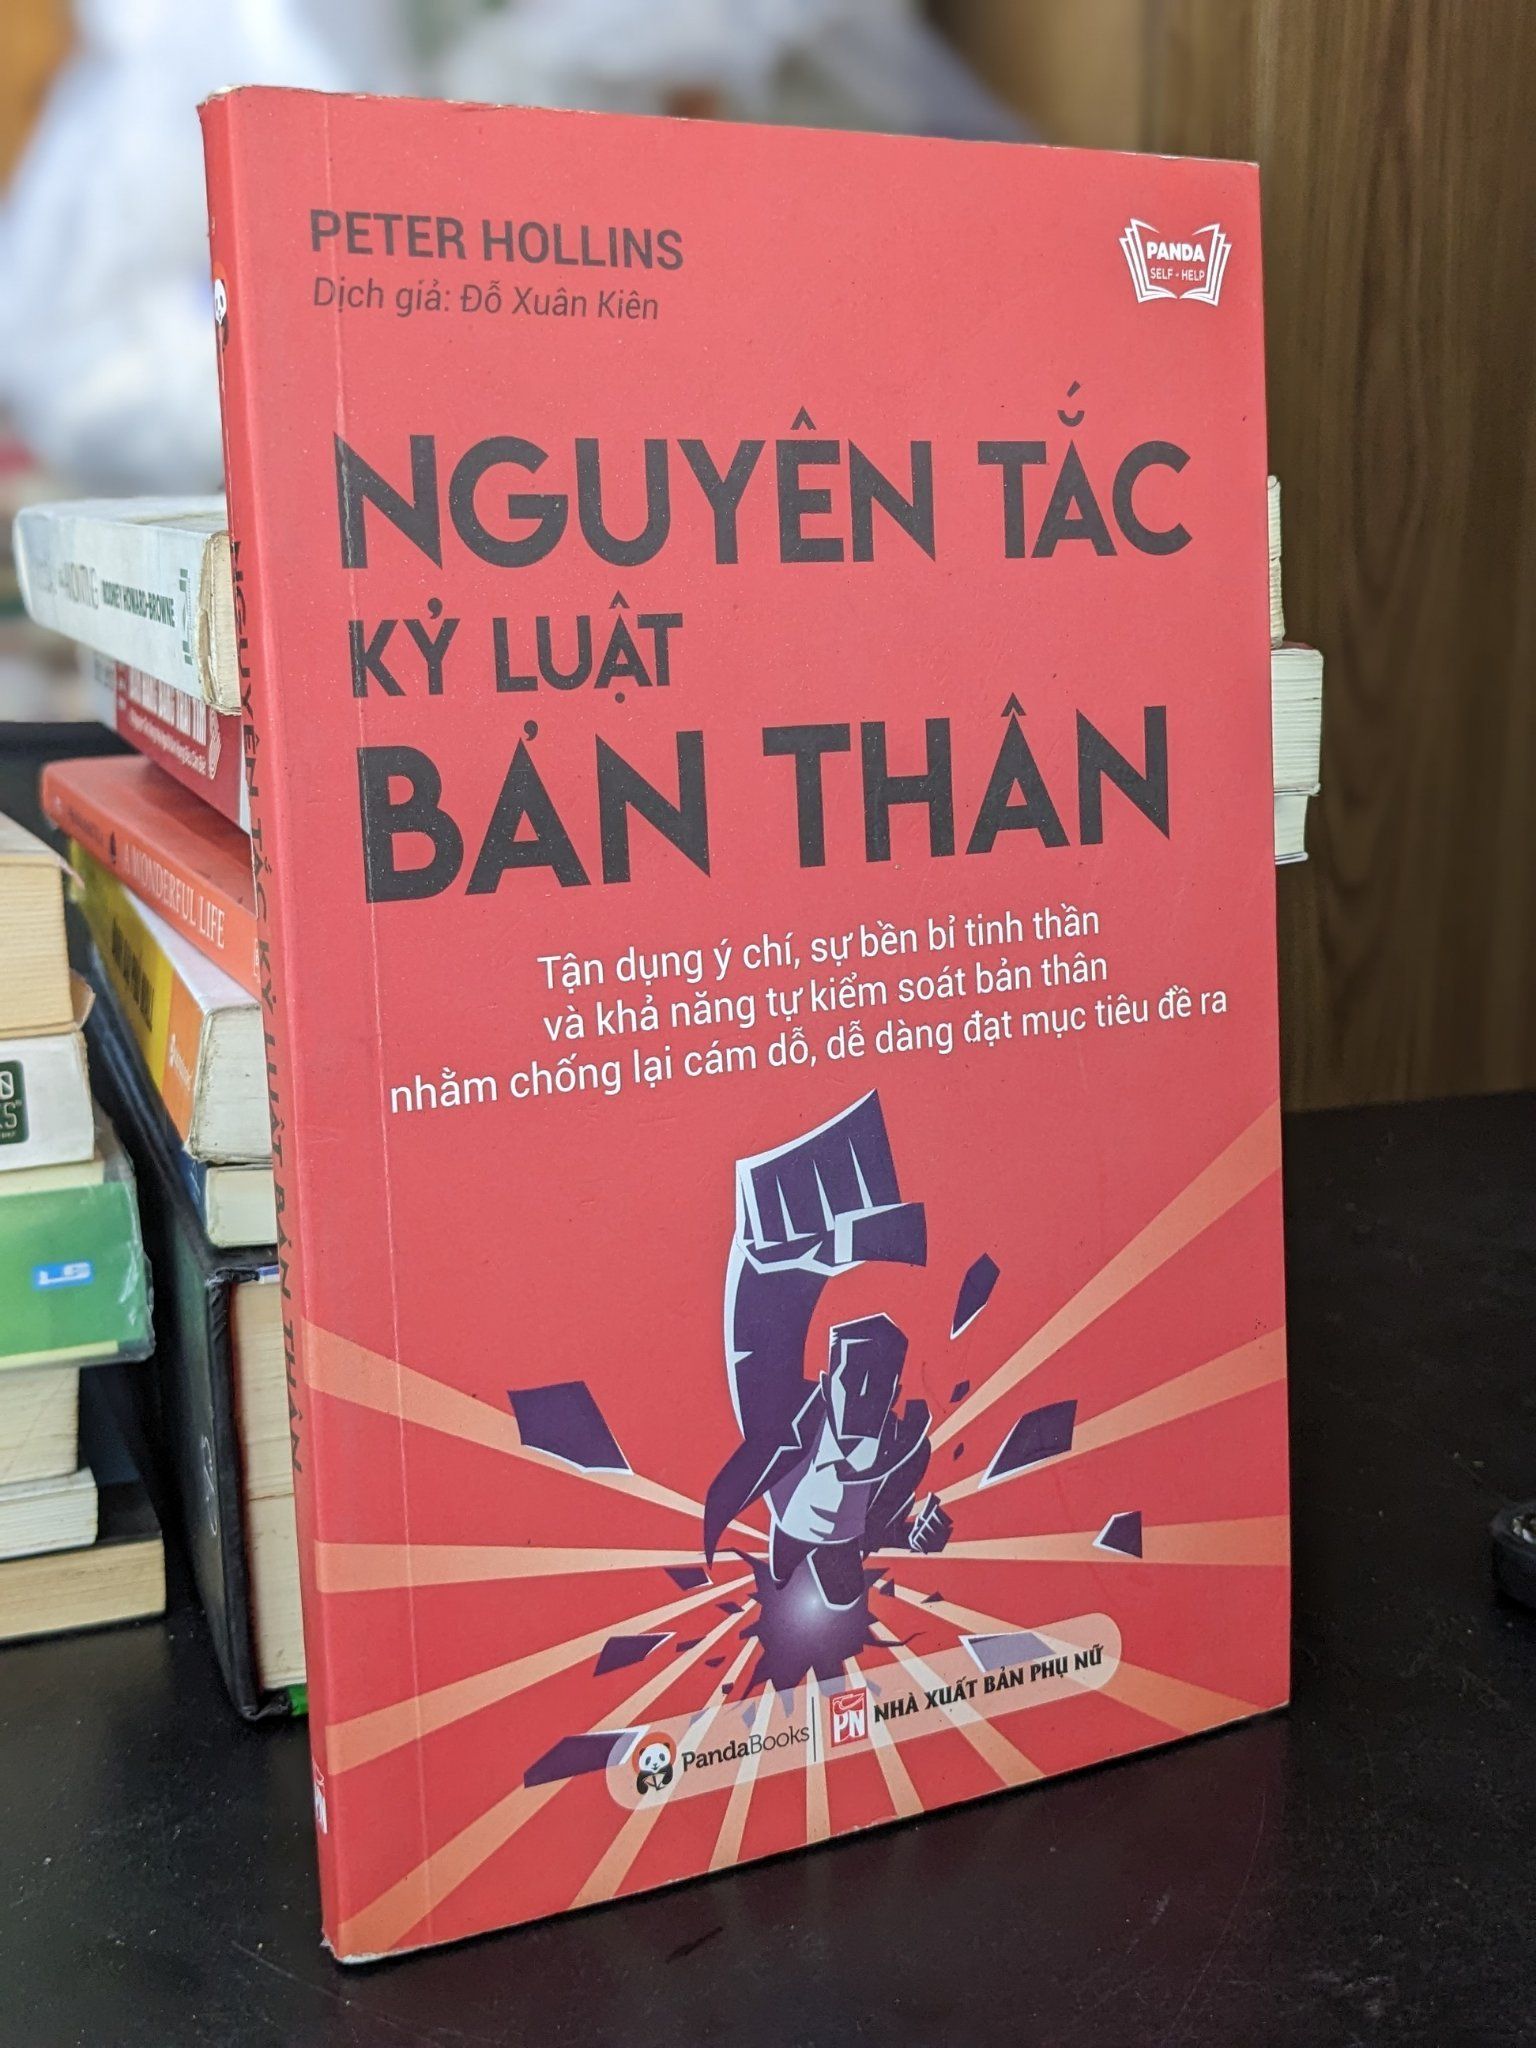 PETER HOLLINS
Dịch giả: Đỗ Xuân Kiên
PANDA
SELF - HELP
NGUYÊN TẮC
KỶ LUẬT
BẢN THÂN
Tận dụng ý chí, sự bền bỉ tinh thần
và khả năng tự kiểm soát bản thân
nhằm chống lại cám dỗ, dễ dàng đạt mục tiêu đề ra
PandaBooks
PN NHÀ XUẤT BẢN PHỤ NỮ
NGUYÊN TẮC KỶ LUẬT BẢN THÂN
PN
RODNEY HOWARD-BROWNE
A WONDERFUL LIFE
LS